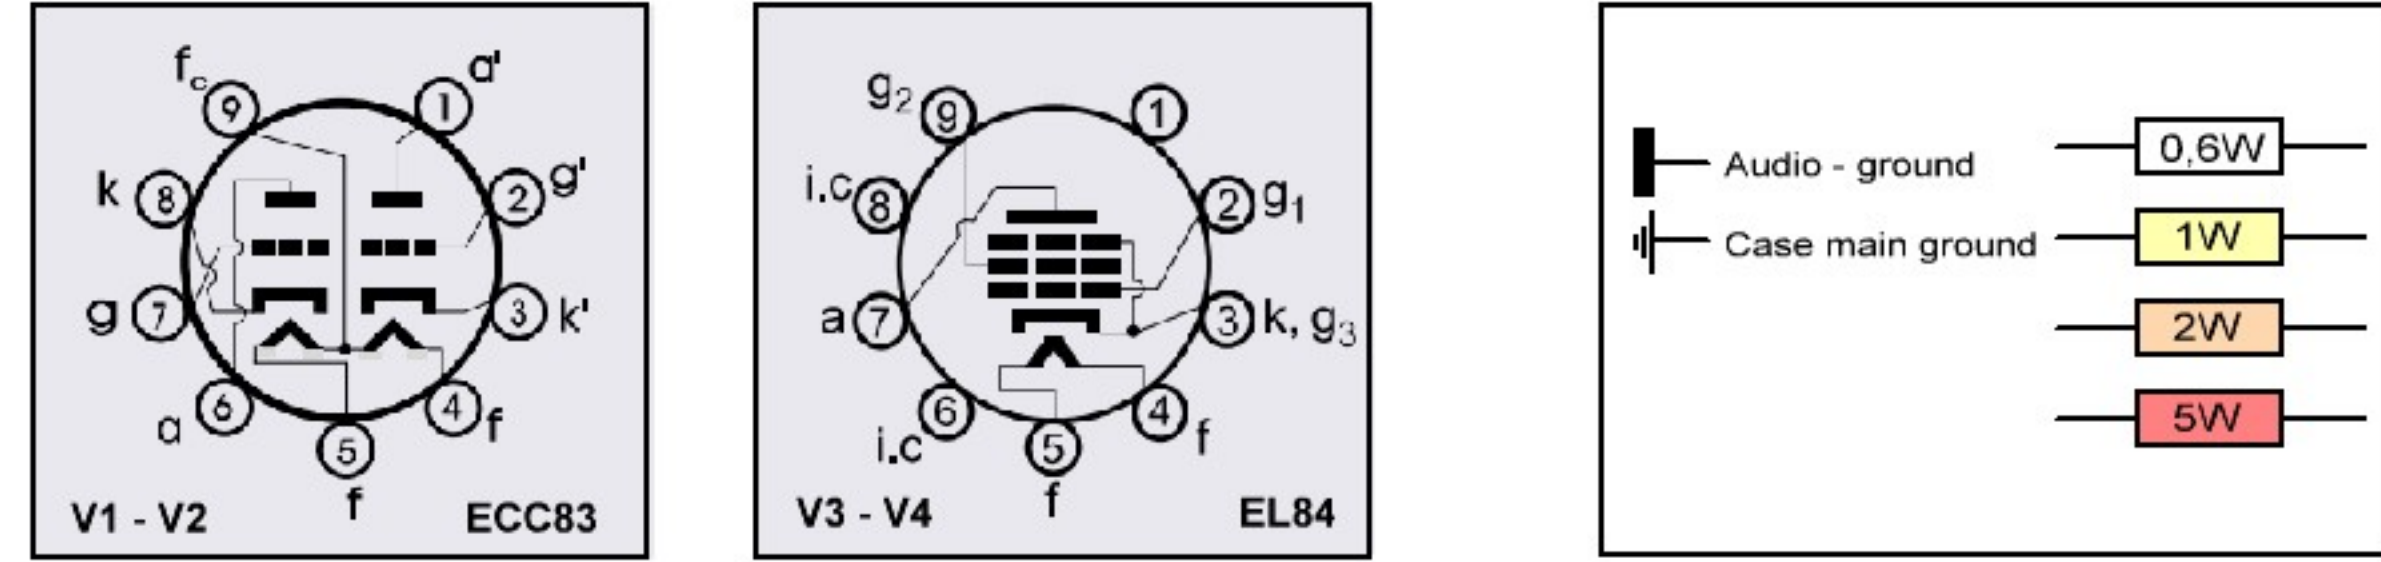 fc
9
a'
1
k
8
2
g'
g
7
3
k'
a
6
5
4
f
f
V1 - V2
ECC83
g2
9
1
i.c
8
2
g1
a
7
3
k, g3
i.c
6
5
4
f
f
V3 - V4
EL84
Audio - ground
Case main ground
0,6W
1W
2W
5W